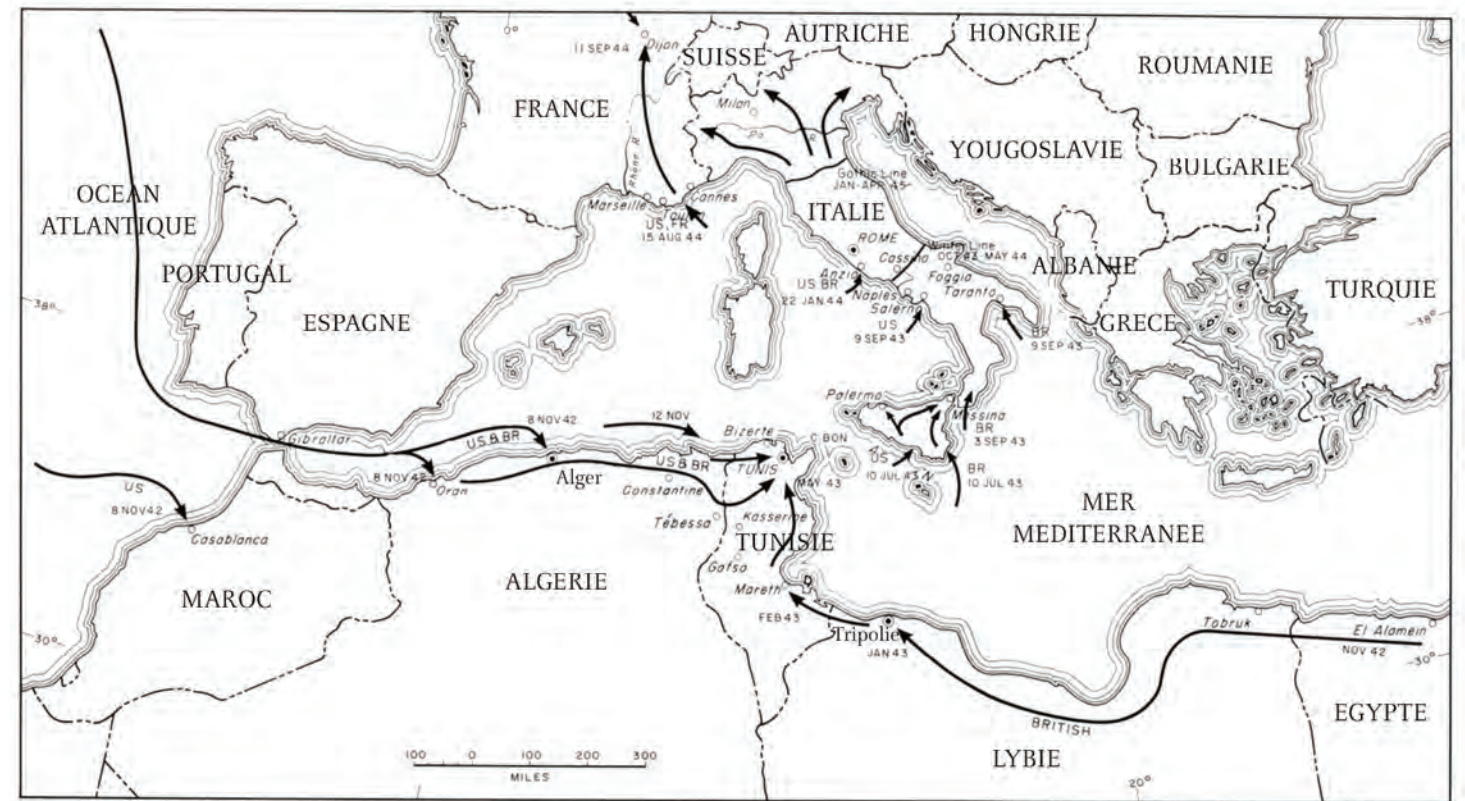 0°
11 SEP 44
Dijon
SUISSE
AUTRICHE
HONGRIE
ROUMANIE
FRANCE
Milan
Po
R
Rhône R
YOUGOSLAVIE
BULGARIE
Gothic Line
JAN-APR 45
OCEAN
ATLANTIQUE
Marseille
Toulon
Cannes
US, FR
15 AUG 44
ITALIE
ROME
Cassino
Winter Line
OCT 43-MAY 44
Foggia
Anzio
US BR
22 JAN 44
Naples
Salerno
Taranto
US
9 SEP 43
BR
9 SEP 43
PORTUGAL
ESPAGNE
ALBANIE
GRECE
TURQUIE
38°
38°
Palermo
Messina
BR
3 SEP 43
US
10 JUL 43
BR
10 JUL 43
Gibraltar
8 NOV 42
US & BR
12 NOV
Bizerte
C BON
US & BR
TUNIS
MAY 43
8 NOV 42
Oran
Alger
Constantine
US
8 NOV 42
Casablanca
Tébessa
Kasserine
TUNISIE
Gafsa
Mareth
MER
MEDITERRANEE
MAROC
ALGERIE
FEB 43
Tripolie
JAN 43
Tobruk
El Alamein
NOV 42
30°
30°
BRITISH
EGYPTE
LYBIE
100 0 100 200 300
MILES
20°